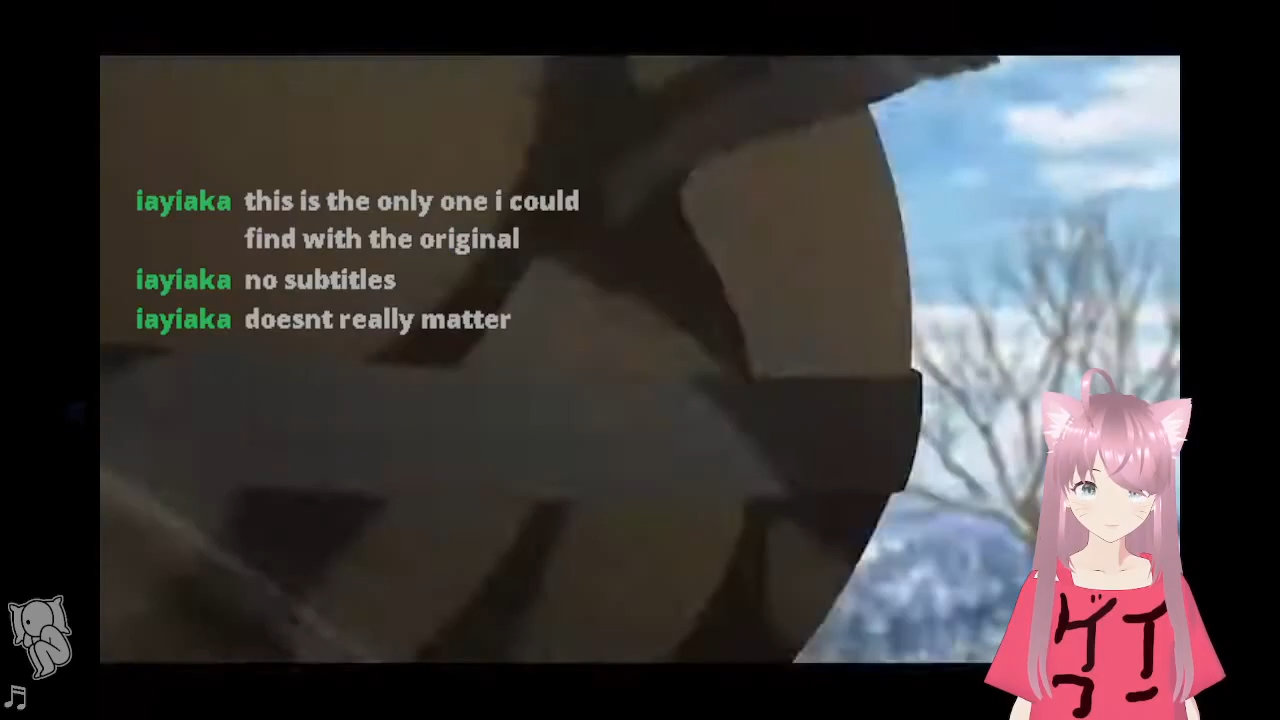 iayiaka this is the only one i could
find with the original
iayiaka no subtitles
iayiaka doesnt really matter
ゲイ